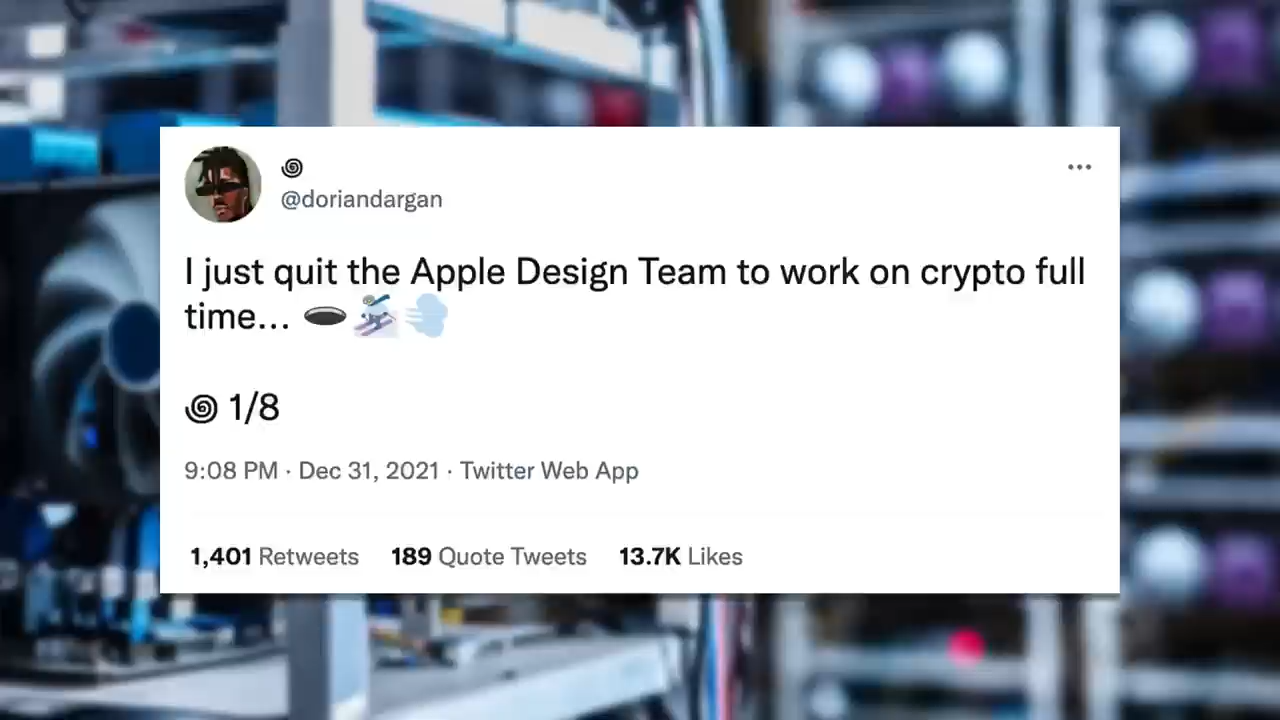 @doriandargan
I just quit the Apple Design Team to work on crypto full
time... 🕳️⛷️💨
🌀 1/8
9:08 PM · Dec 31, 2021 · Twitter Web App
1,401 Retweets 189 Quote Tweets 13.7K Likes